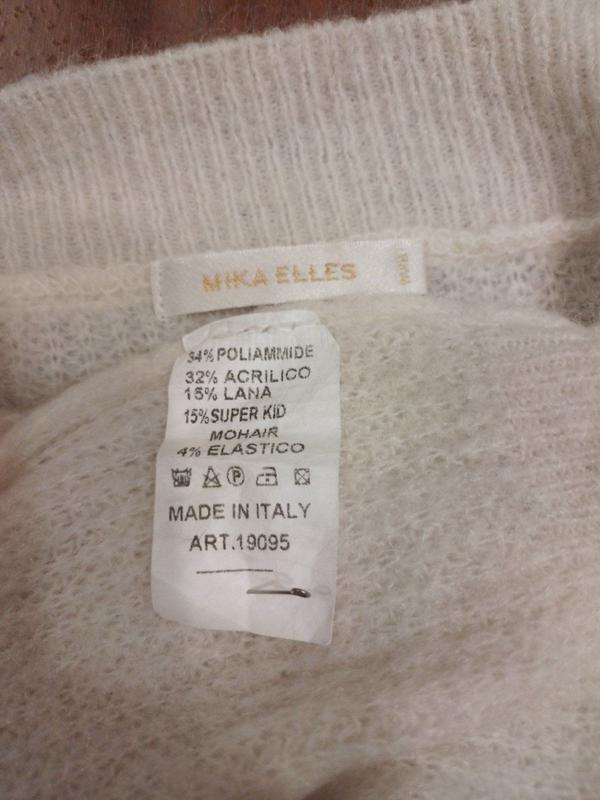 MIKA ELLES
34% POLIAMMIDE
32% ACRILICO
15% LANA
15% SUPER KID
MOHAIR
4% ELASTICO
P
MADE IN ITALY
ART.19095